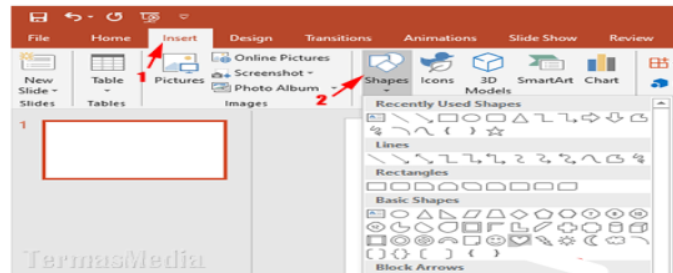 File Home Insert Design Transitions Animations Slide Show Review
1
New Slide
Table
Pictures
Online Pictures
Screenshot
Photo Album
2
Shapes
Icons
3D Models
SmartArt
Chart
Slides
Tables
Images
Recently Used Shapes
Lines
Rectangles
Basic Shapes
Block Arrows
1
TermasMedia